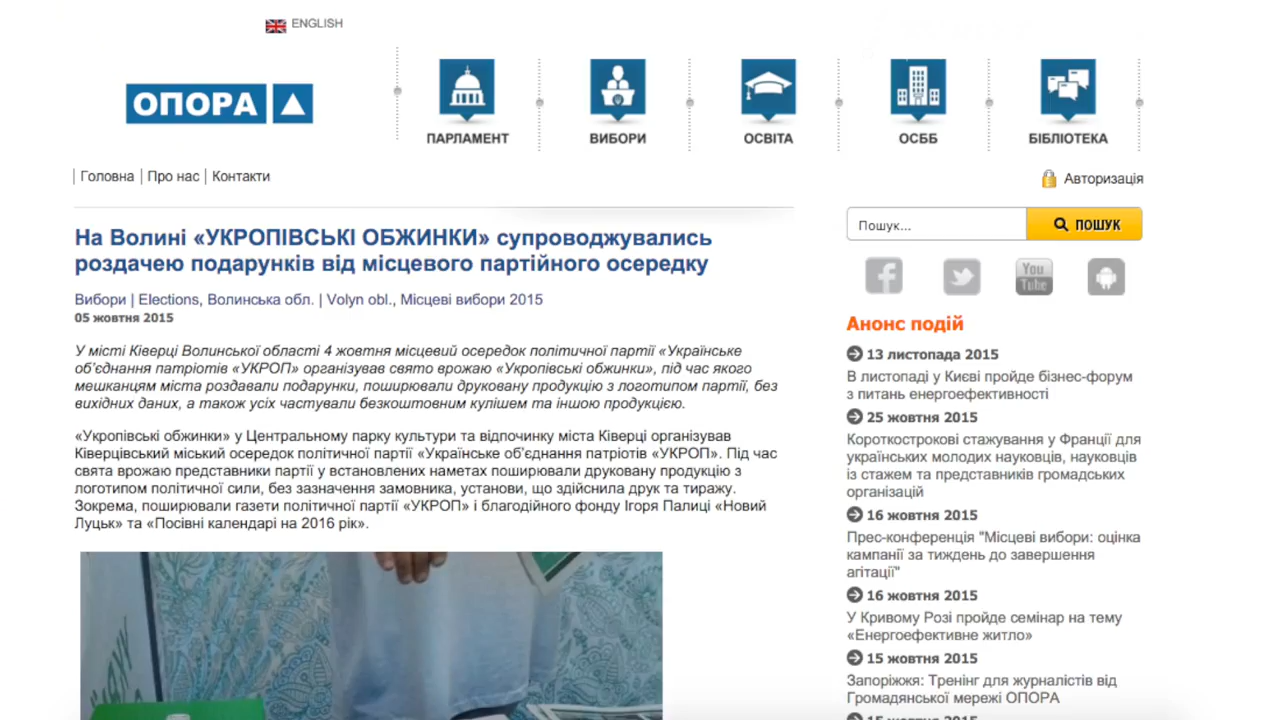 ENGLISH
ОПОРА
ПАРЛАМЕНТ
ВИБОРИ
ОСВІТА
ОСББ
БІБЛІОТЕКА
Головна
Про нас
Контакти
Авторизація
На Волині «УКРОПІВСЬКІ ОБЖИНКИ» супроводжувались
роздачею подарунків від місцевого партійного осередку
Вибори | Elections, Волинська обл. | Volyn obl., Місцеві вибори 2015
05 жовтня 2015
У місті Ківерці Волинської області 4 жовтня місцевий осередок політичної партії «Українське
об’єднання патріотів «УКРОП» організував свято врожаю «Укропівські обжинки», під час якого
мешканцям міста роздавали подарунки, поширювали друковану продукцію з логотипом партії, без
вихідних даних, а також усіх частували безкоштовним кулішем та іншою продукцією.
«Укропівські обжинки» у Центральному парку культури та відпочинку міста Ківерці організував
Ківерцівський міський осередок політичної партії «Українське об’єднання патріотів «УКРОП». Під час
свята врожаю представники партії у встановлених наметах поширювали друковану продукцію з
логотипом політичної сили, без зазначення замовника, установи, що здійснила друк та тиражу.
Зокрема, поширювали газети політичної партії «УКРОП» і благодійного фонду Ігоря Палиці «Новий
Луцьк» та «Посівні календарі на 2016 рік».
Пошук...
ПОШУК
You
Tube
Анонс подій
13 листопада 2015
В листопаді у Києві пройде бізнес-форум
з питань енергоефективності
25 жовтня 2015
Короткострокові стажування у Франції для
українських молодих науковців, науковців
із стажем та представників громадських
організацій
16 жовтня 2015
Прес-конференція "Місцеві вибори: оцінка
кампанії за тиждень до завершення
агітації"
16 жовтня 2015
У Кривому Розі пройде семінар на тему
«Енергоефективне житло»
15 жовтня 2015
Запоріжжя: Тренінг для журналістів від
Громадянської мережі ОПОРА
15 жовтня 2015